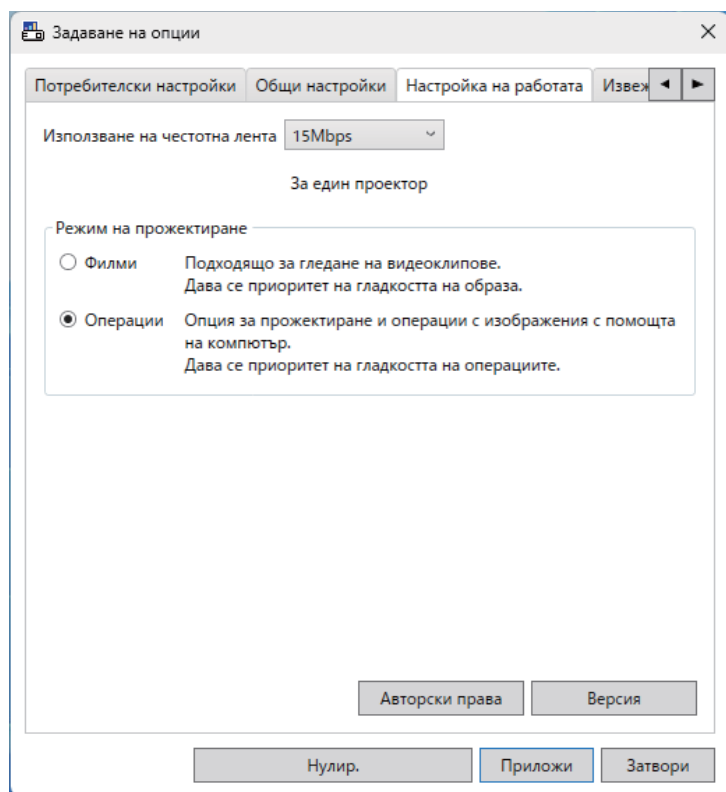 Задаване на опции
Потребителски настройки Общи настройки Настройка на работата Извеж
Използване на честотна лента 15Mbps
За един проектор
Режим на прожектиране
Филми Подходящо за гледане на видеоклипове.
Дава се приоритет на гладкостта на образа.
Операции Опция за прожектиране и операции с изображения с помощта
на компютър.
Дава се приоритет на гладкостта на операциите.
Авторски права Версия
Нулир. Приложи Затвори